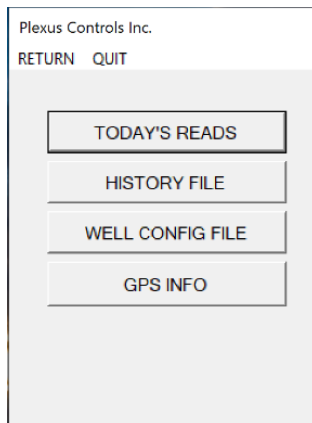 Plexus Controls Inc.
RETURN QUIT
TODAY'S READS
HISTORY FILE
WELL CONFIG FILE
GPS INFO